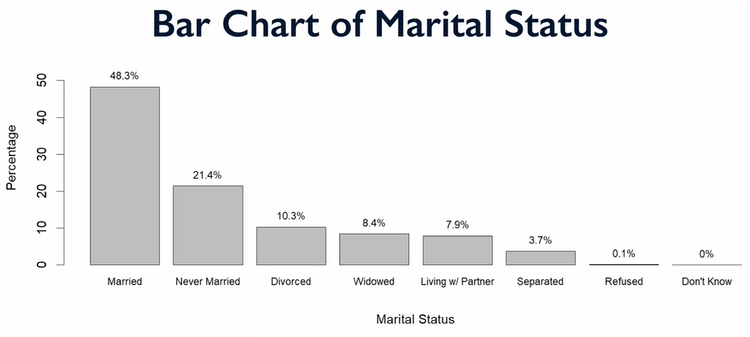 Bar Chart of Marital Status
Percentage
50
40
30
20
10
0
48.3%
21.4%
10.3%
8.4%
7.9%
3.7%
0.1%
0%
Married
Never Married
Divorced
Widowed
Living w/ Partner
Separated
Refused
Don't Know
Marital Status